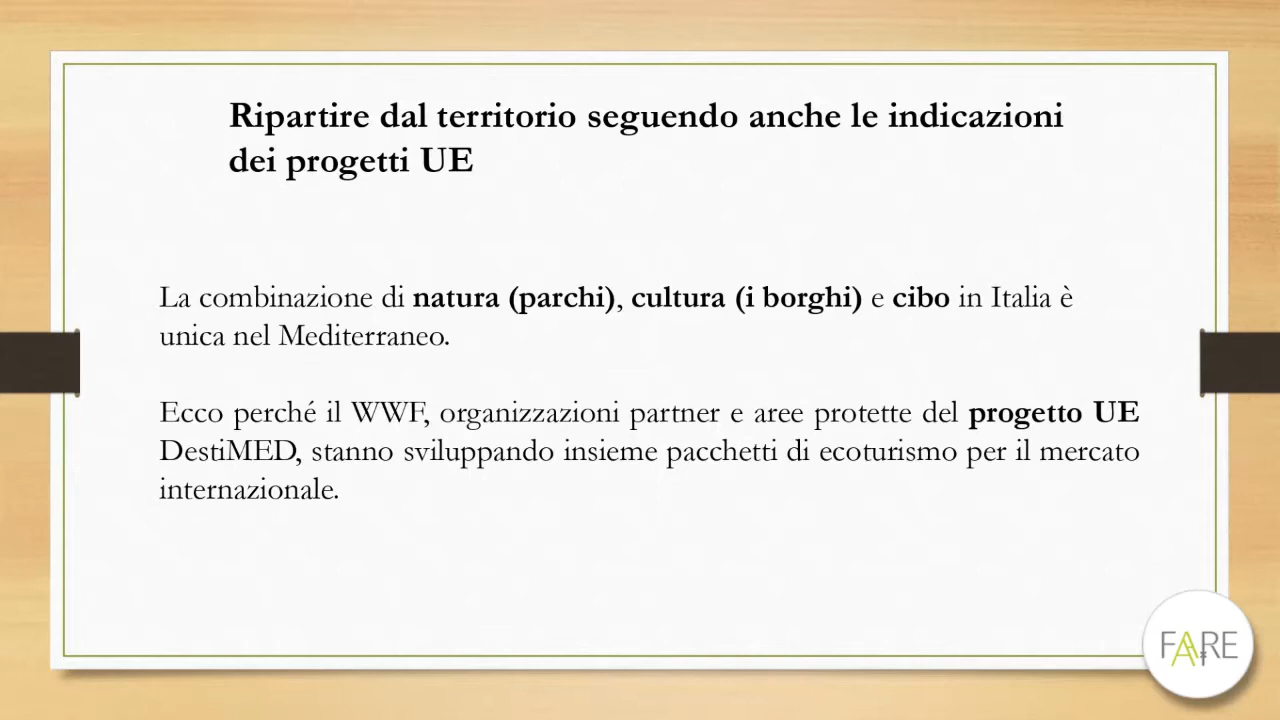 Ripartire dal territorio seguendo anche le indicazioni
dei progetti UE
La combinazione di natura (parchi), cultura (i borghi) e cibo in Italia è
unica nel Mediterraneo.
Ecco perché il WWF, organizzazioni partner e aree protette del progetto UE
DestiMED, stanno sviluppando insieme pacchetti di ecoturismo per il mercato
internazionale.
FARE